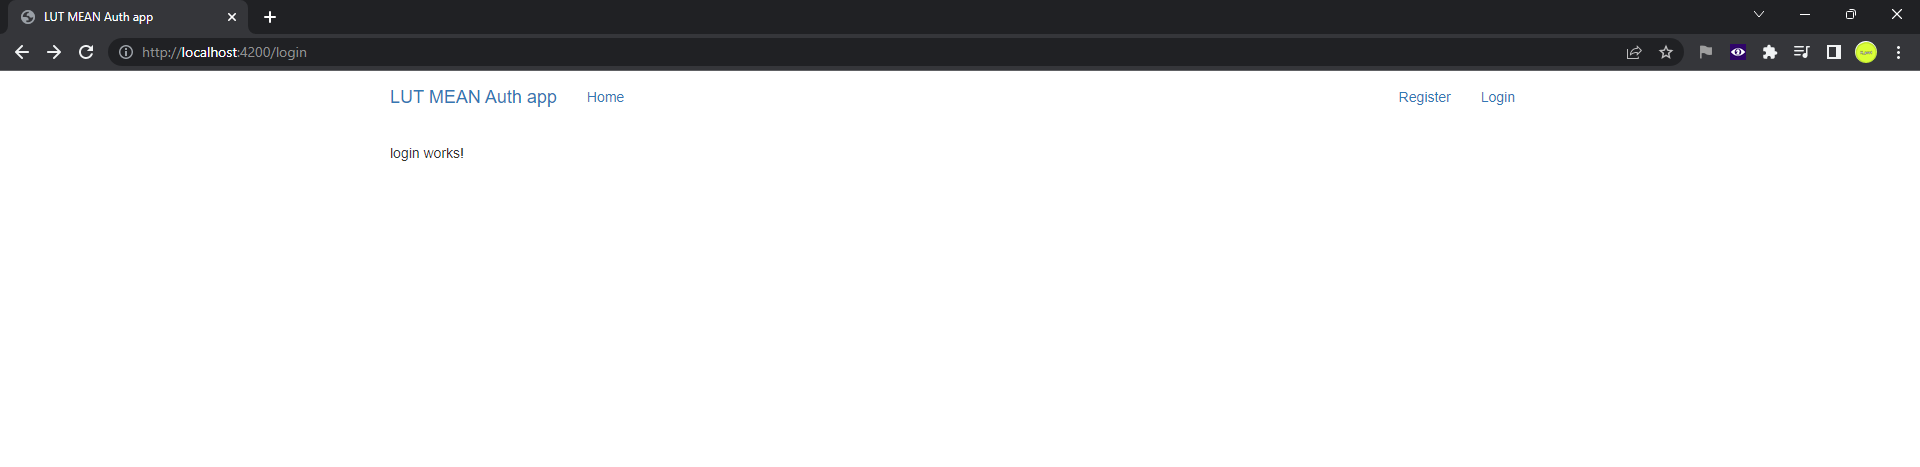 LUT MEAN Auth app
http://localhost:4200/login
LUT MEAN Auth app Home Register Login
login works!